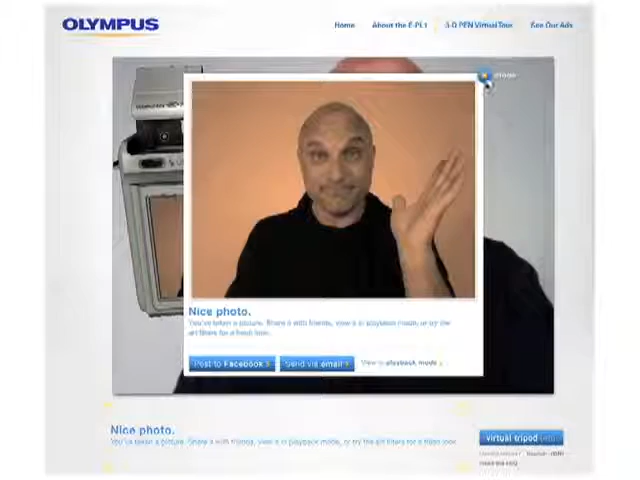 OLYMPUS
Home About the E-PL1 3-D PEN Virtual Tour See Our Ads
close
Nice photo.
You've taken a picture. Share it with friends, view it in playback mode, or try the
art filters for a fresh look.
Post to Facebook Send via email View in playback mode
Nice photo.
You've taken a picture. Share it with friends, view it in playback mode, or try the art filters for a fresh look.
virtual tripod